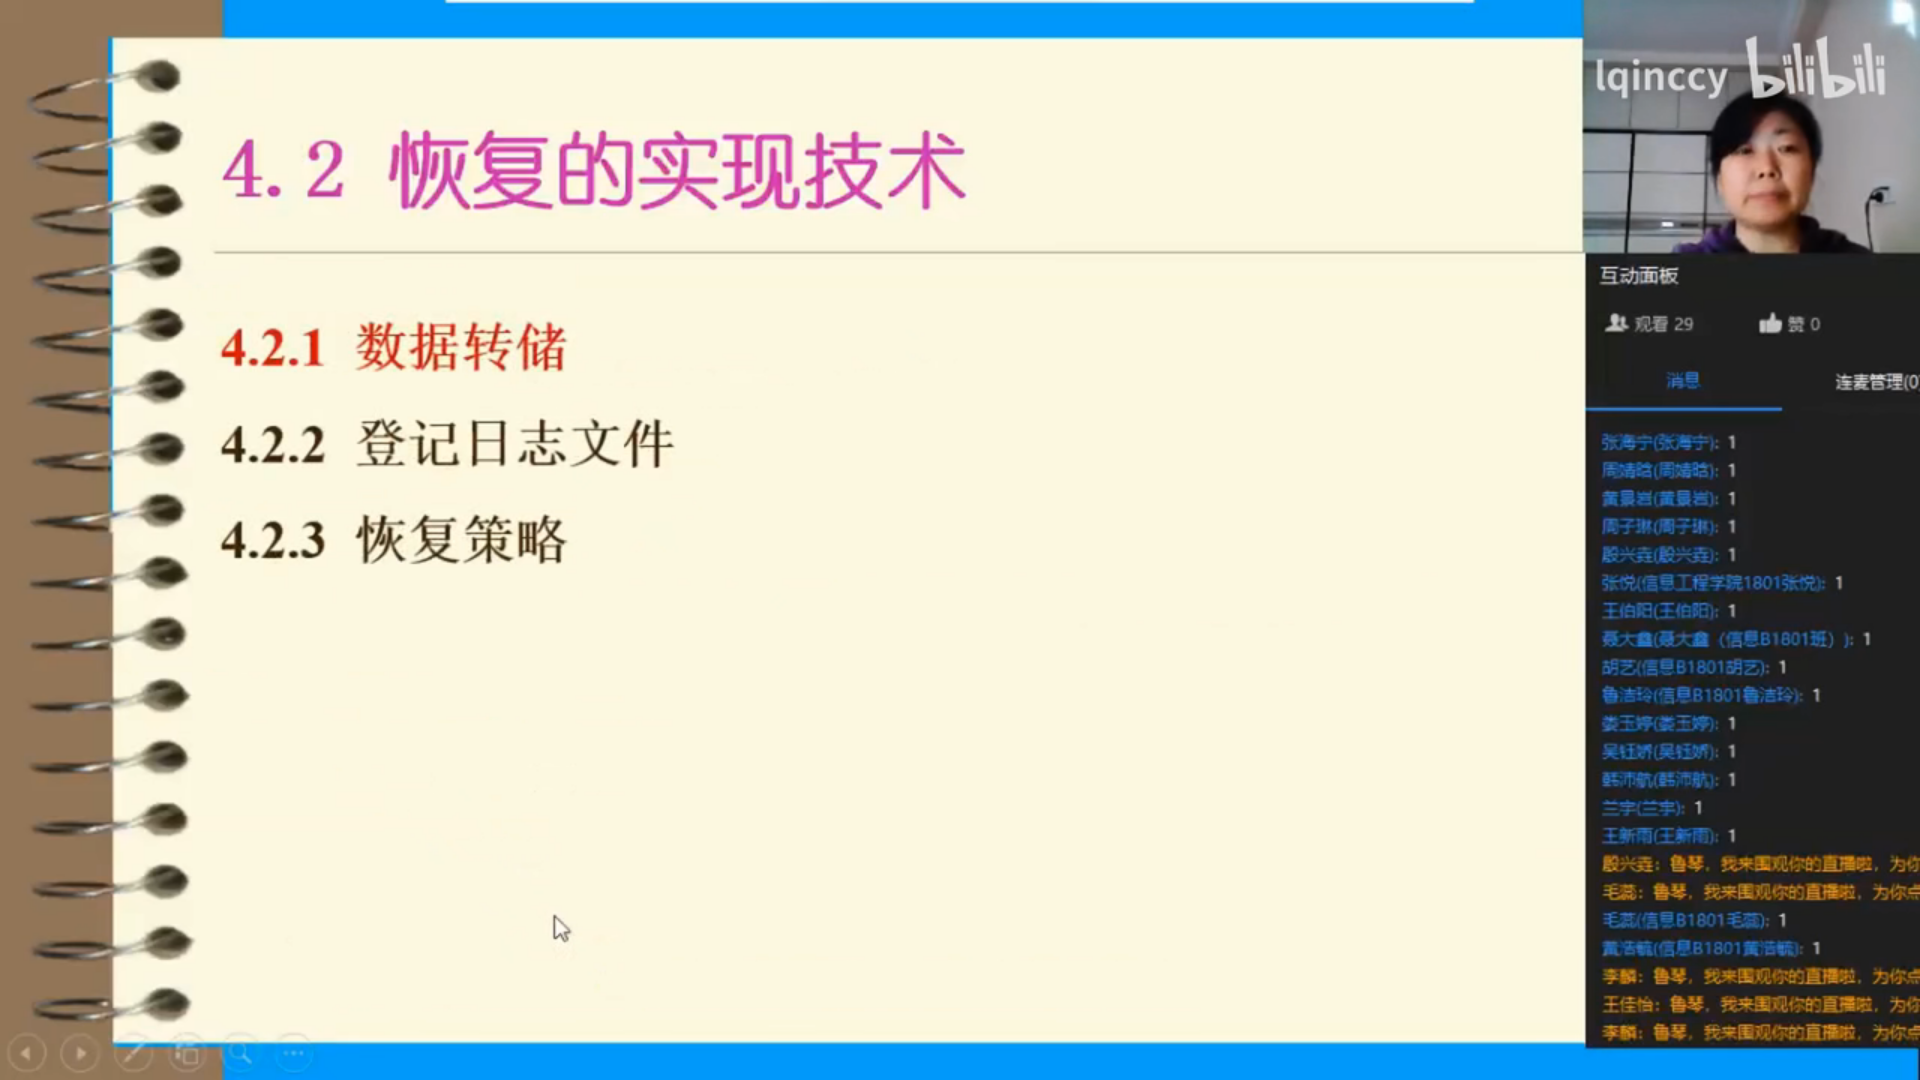 4.2 恢复的实现技术
4.2.1 数据转储
4.2.2 登记日志文件
4.2.3 恢复策略
lqinccy bilibili
互动面板
观看 29 赞 0
消息 连麦管理(0
张海宁(张海宁): 1
周婧晗(周婧晗): 1
黄景岩(黄景岩): 1
周子琳(周子琳): 1
殷兴垚(殷兴垚): 1
张悦(信息工程学院1801张悦): 1
王伯阳(王伯阳): 1
聂大鑫(聂大鑫（信息B1801班）): 1
胡艺(信息B1801胡艺): 1
鲁洁玲(信息B1801鲁洁玲): 1
娄玉婷(娄玉婷): 1
吴钰娇(吴钰娇): 1
韩沛航(韩沛航): 1
兰宇(兰宇): 1
王新雨(王新雨): 1
殷兴垚: 鲁琴，我来围观你的直播啦，为你
毛蕊: 鲁琴，我来围观你的直播啦，为你点
毛蕊(信息B1801毛蕊): 1
黄浩毓(信息B1801黄浩毓): 1
李麟: 鲁琴，我来围观你的直播啦，为你点
王佳怡: 鲁琴，我来围观你的直播啦，为你
李麟: 鲁琴，我来围观你的直播啦，为你点